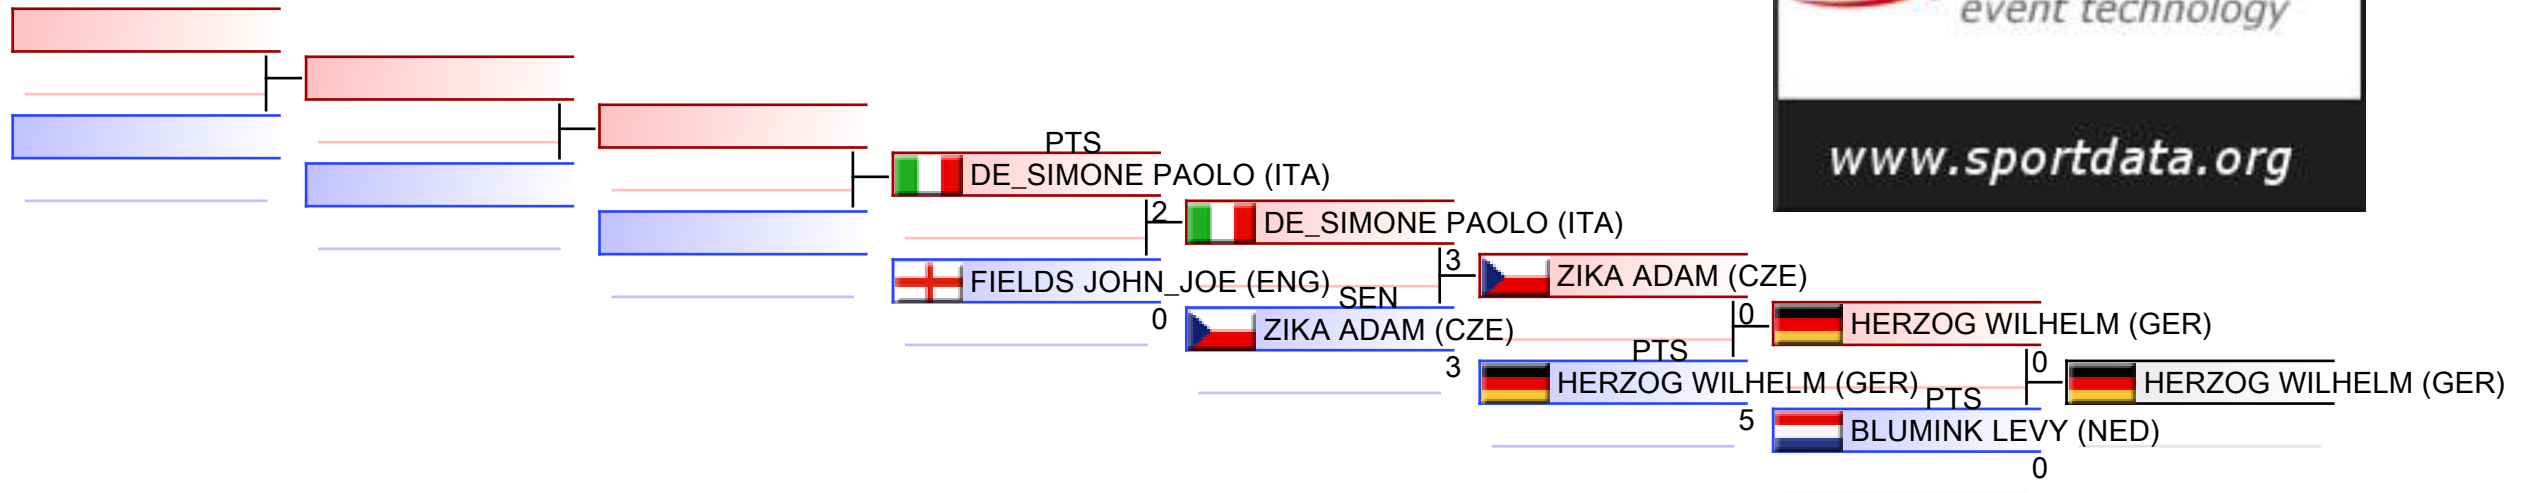 event technology
www.sportdata.org
PTS
DE_SIMONE PAOLO (ITA)
2
DE_SIMONE PAOLO (ITA)
3
FIELDS JOHN_JOE (ENG)
0
SEN
ZIKA ADAM (CZE)
ZIKA ADAM (CZE)
3
0
HERZOG WILHELM (GER)
PTS
HERZOG WILHELM (GER)
5
0
HERZOG WILHELM (GER)
PTS
BLUMINK LEVY (NED)
0